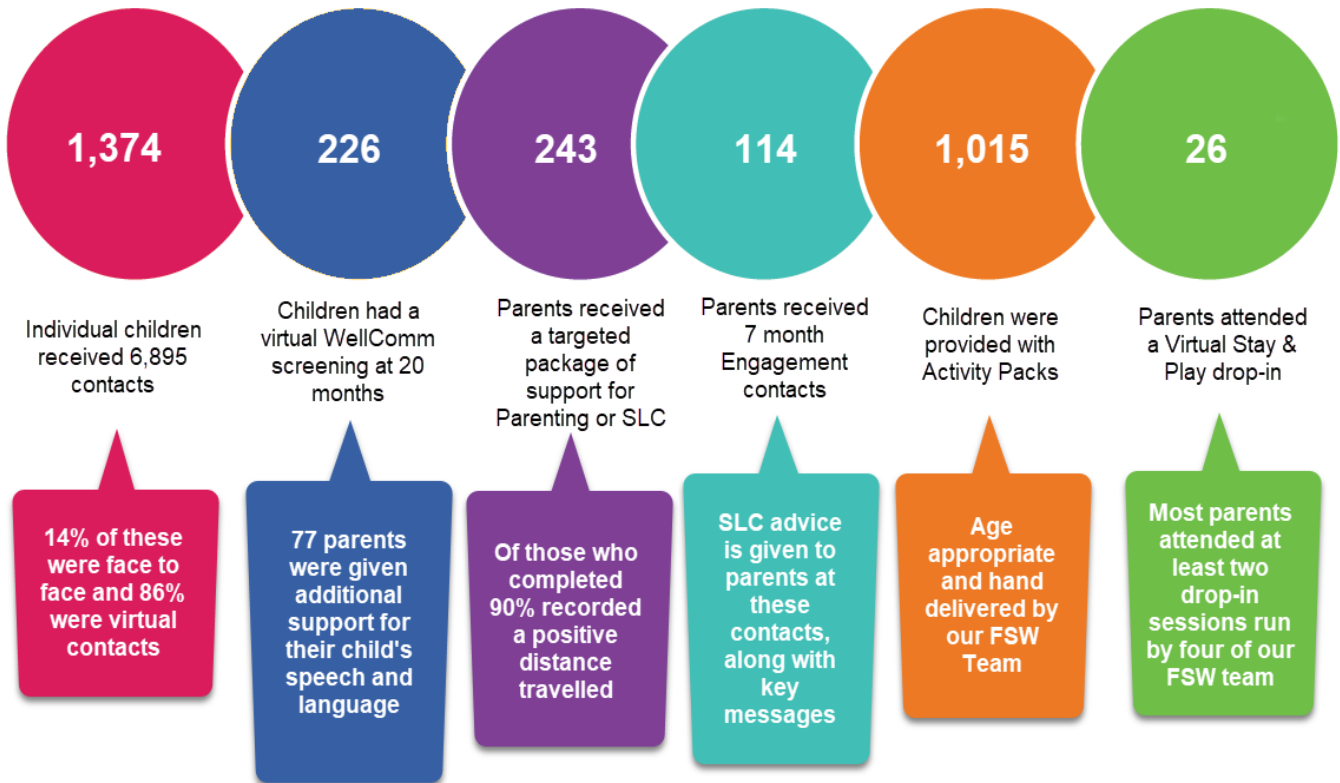 1,374
226
243
114
1,015
26
Individual children
received 6,895
contacts
Children had a
virtual WellComm
screening at 20
months
Parents received
a targeted
package of
support for
Parenting or SLC
Parents received
7 month
Engagement
contacts
Children were
provided with
Activity Packs
Parents attended
a Virtual Stay &
Play drop-in
14% of these
were face to
face and 86%
were virtual
contacts
77 parents
were given
additional
support for
their child's
speech and
language
Of those who
completed
90% recorded
a positive
distance
travelled
SLC advice
is given to
parents at
these
contacts,
along with
key
messages
Age
appropriate
and hand
delivered by
our FSW
Team
Most parents
attended at
least two
drop-in
sessions run
by four of our
FSW team